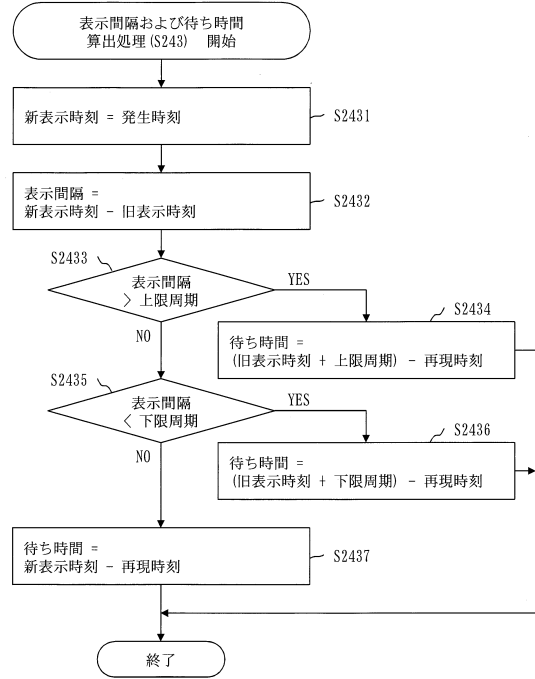 表示間隔および待ち時間
算出処理(S243) 開始
新表示時刻 = 発生時刻
S2431
表示間隔 =
新表示時刻 - 旧表示時刻
S2432
S2433
表示間隔
> 上限周期
YES
NO
S2434
待ち時間 =
(旧表示時刻 + 上限周期) - 再現時刻
S2435
表示間隔
< 下限周期
YES
NO
S2436
待ち時間 =
(旧表示時刻 + 下限周期) - 再現時刻
待ち時間 =
新表示時刻 - 再現時刻
S2437
終了